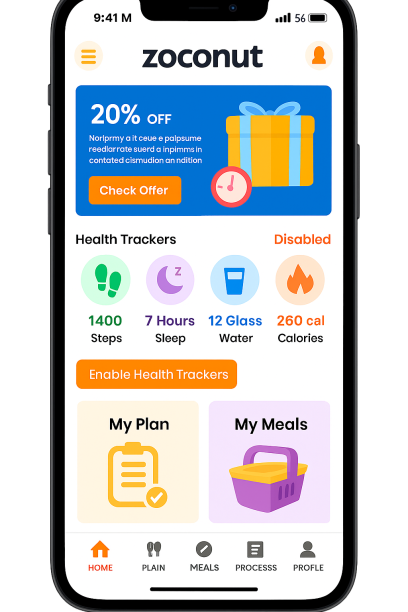 9:41 M
56
zoconut
20% OFF
Norlprmy a it ceue e palpsume
reediarrate suerd a inpimms in
contated cismudion an ndition
Check Offer
Health Trackers
Disabled
Z
1400
Steps
7 Hours
Sleep
12 Glass
Water
260 cal
Calories
Enable Health Trackers
My Plan
My Meals
HOME
PLAIN
MEALS
PROCESSS
PROFLE